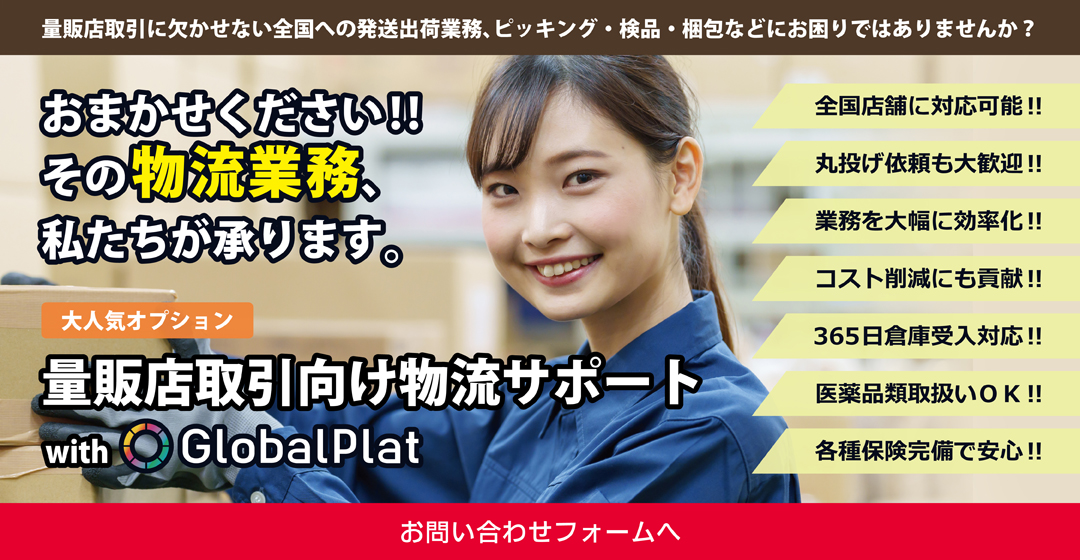 量販店取引に欠かせない全国への発送出荷業務、ピッキング・検品・梱包などにお困りではありませんか？
おまかせください!!
その物流業務、
私たちが承ります。
大人気オプション
量販店取引向け物流サポート
with GlobalPlat
全国店舗に対応可能!!
丸投げ依頼も大歓迎!!
業務を大幅に効率化!!
コスト削減にも貢献!!
365日倉庫受入対応!!
医薬品類取扱いＯＫ!!
各種保険完備で安心!!
お問い合わせフォームへ